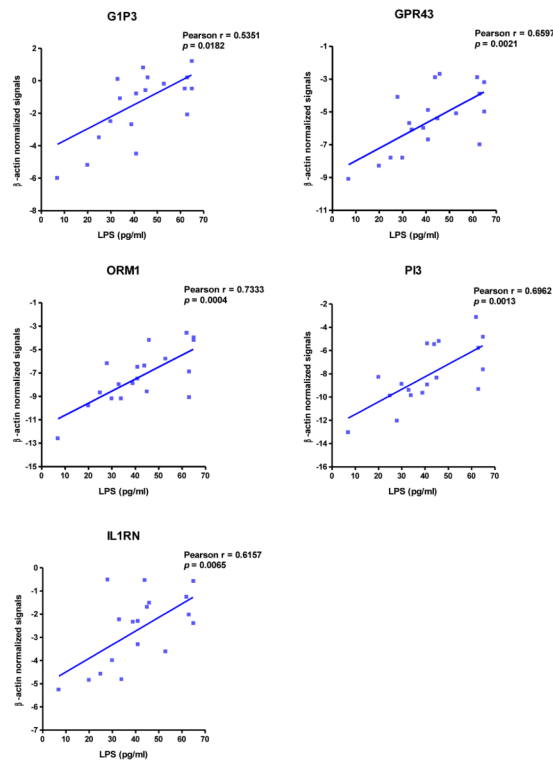 G1P3
Pearson r = 0.5351
p = 0.0182
β -actin normalized signals
2
0
-2
-4
-6
-8
0 10 20 30 40 50 60 70
LPS (pg/ml)
GPR43
Pearson r = 0.6597
p = 0.0021
β -actin normalized signals
-1
-3
-5
-7
-9
-11
0 10 20 30 40 50 60 70
LPS (pg/ml)
ORM1
Pearson r = 0.7333
p = 0.0004
β -actin normalized signals
-1
-3
-5
-7
-9
-11
-13
-15
0 10 20 30 40 50 60 70
LPS (pg/ml)
PI3
Pearson r = 0.6962
p = 0.0013
β -actin normalized signals
-2
-4
-6
-8
-10
-12
-14
-16
0 10 20 30 40 50 60 70
LPS (pg/ml)
IL1RN
Pearson r = 0.6157
p = 0.0065
β -actin normalized signals
0
-1
-2
-3
-4
-5
-6
-7
0 10 20 30 40 50 60 70
LPS (pg/ml)